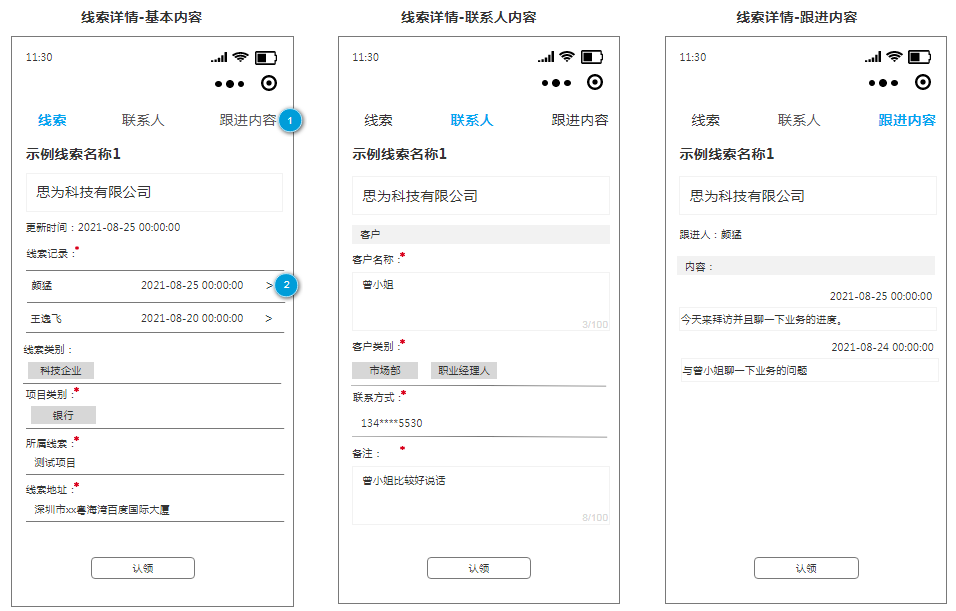 线索详情-基本内容
11:30
线索
联系人
跟进内容
1
示例线索名称1
思为科技有限公司
更新时间：2021-08-25 00:00:00
线索记录：*
颜猛 2021-08-25 00:00:00 >
2
王逸飞 2021-08-20 00:00:00 >
线索类别：
科技企业
项目类别：*
银行
所属线索：*
测试项目
线索地址：*
深圳市xx粤海湾百度国际大厦
认领
线索详情-联系人内容
11:30
线索
联系人
跟进内容
示例线索名称1
思为科技有限公司
客户
客户名称：*
曾小姐
3/100
客户类别：*
市场部
职业经理人
联系方式：*
134****5530
备注： *
曾小姐比较好说话
8/100
认领
线索详情-跟进内容
11:30
线索
联系人
跟进内容
示例线索名称1
思为科技有限公司
跟进人：颜猛
内容：
2021-08-25 00:00:00
今天来拜访并且聊一下业务的进度。
2021-08-24 00:00:00
与曾小姐聊一下业务的问题
认领